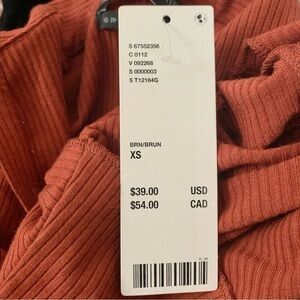 S 67552356
C 0112
V 092268
S 0000003
S T12184G
BRN/BRUN
XS
$39.00 USD
$54.00 CAD